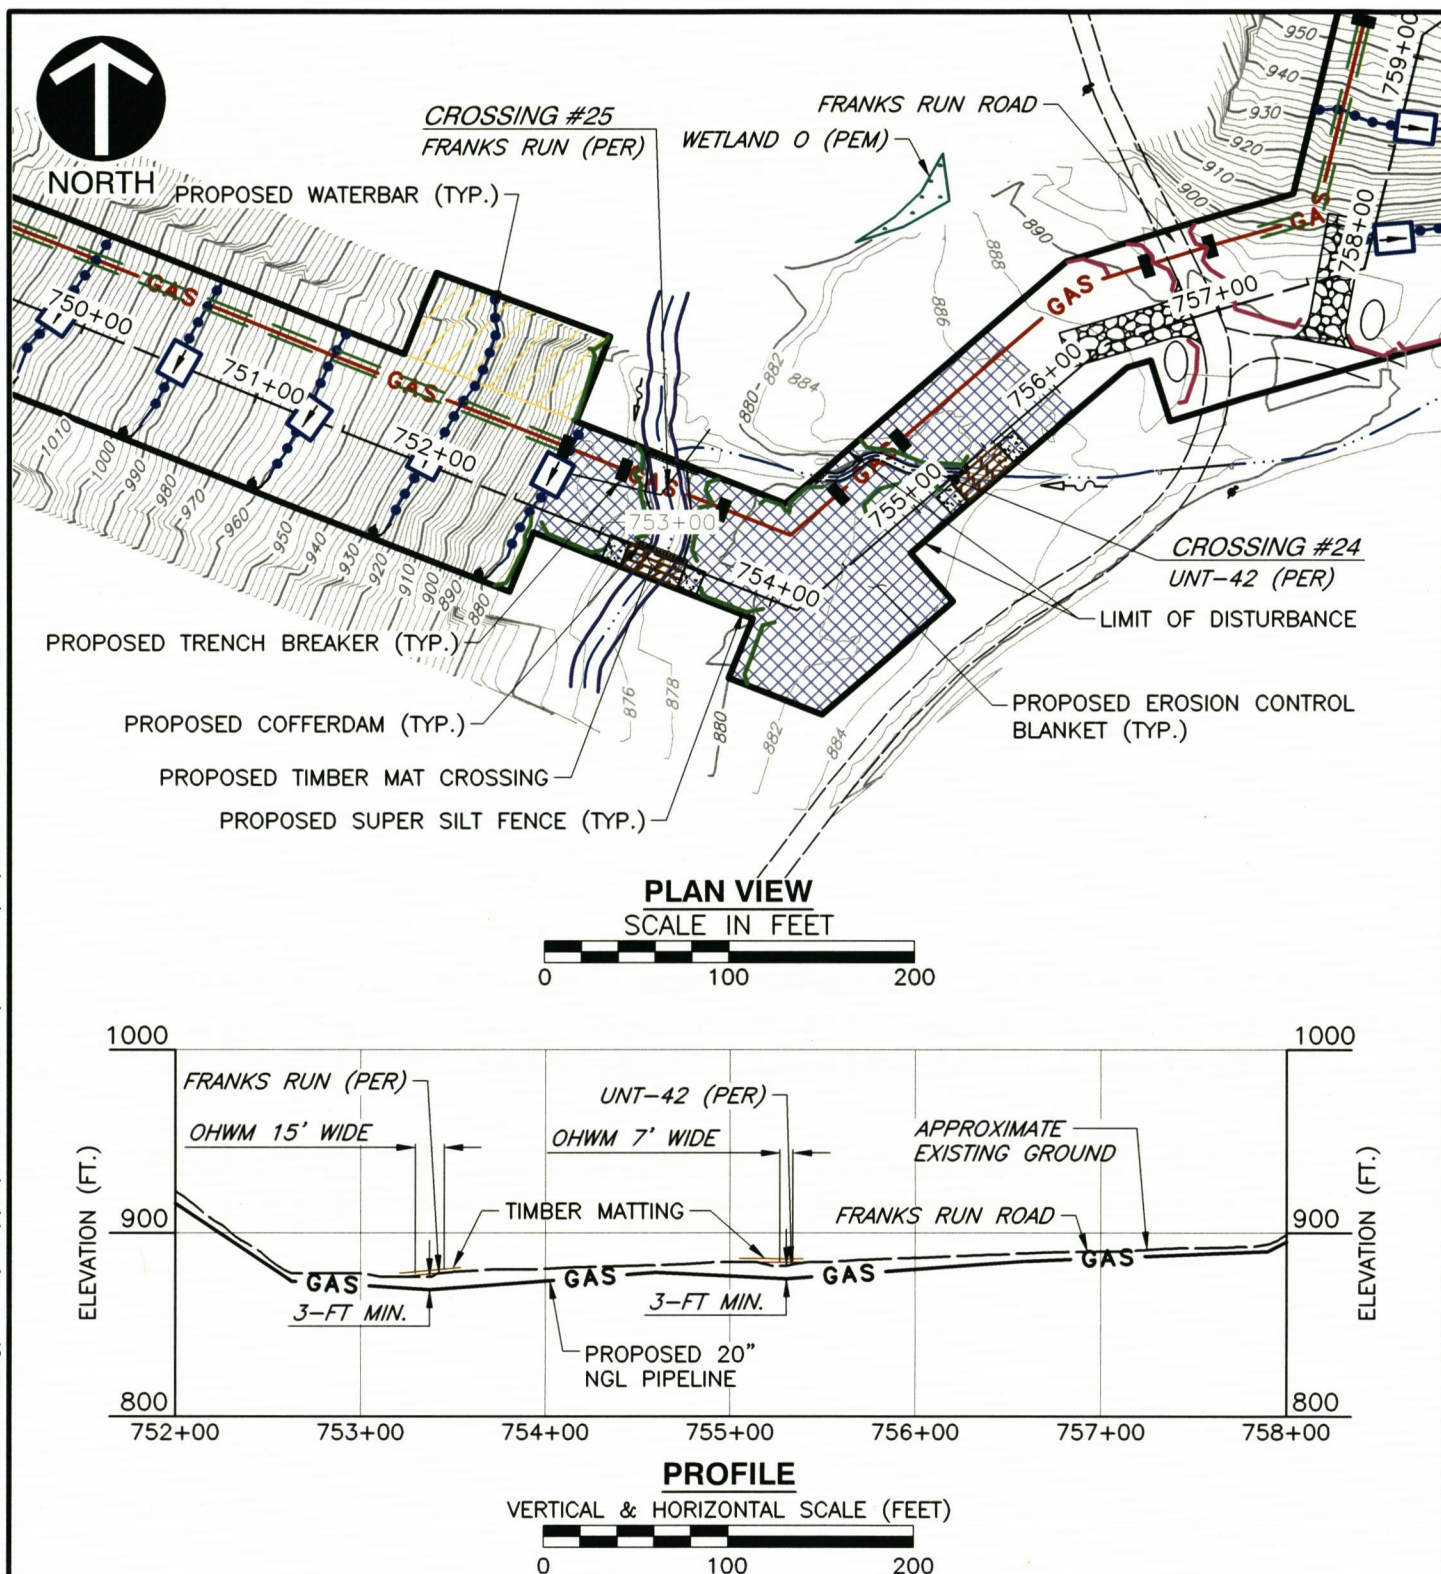 NORTH
CROSSING #25
FRANKS RUN (PER)
PROPOSED WATERBAR (TYP.)
FRANKS RUN ROAD
WETLAND O (PEM)
950
940
930
920
910
900
890
888
886
884
882
880
759+00
758+00
757+00
756+00
755+00
754+00
753+00
752+00
751+00
750+00
GAS
GAS
GAS
GAS
GAS
GAS
1010
1000
990
980
970
960
950
940
930
920
910
900
890
880
876
878
880
882
884
CROSSING #24
UNT-42 (PER)
LIMIT OF DISTURBANCE
PROPOSED EROSION CONTROL
BLANKET (TYP.)
PROPOSED TRENCH BREAKER (TYP.)
PROPOSED COFFERDAM (TYP.)
PROPOSED TIMBER MAT CROSSING
PROPOSED SUPER SILT FENCE (TYP.)
PLAN VIEW
SCALE IN FEET
0 100 200
1000 1000
FRANKS RUN (PER)
OHWM 15' WIDE
UNT-42 (PER)
OHWM 7' WIDE
APPROXIMATE
EXISTING GROUND
ELEVATION (FT.)
ELEVATION (FT.)
TIMBER MATTING
FRANKS RUN ROAD
900 900
GAS GAS GAS GAS
3-FT MIN. 3-FT MIN.
PROPOSED 20"
NGL PIPELINE
800 800
752+00 753+00 754+00 755+00 756+00 757+00 758+00
PROFILE
VERTICAL & HORIZONTAL SCALE (FEET)
0 100 200